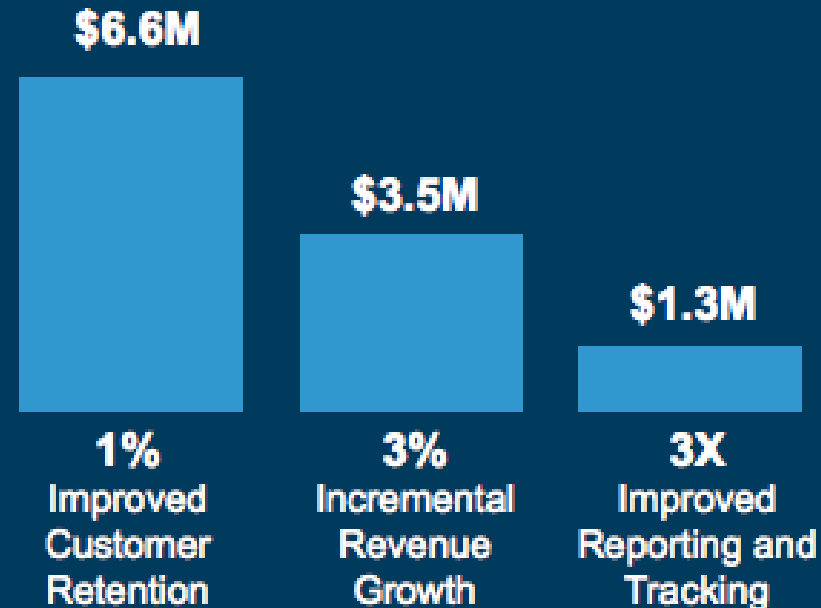 $6.6M
$3.5M
$1.3M
1%
Improved
Customer
Retention
3%
Incremental
Revenue
Growth
3X
Improved
Reporting and
Tracking